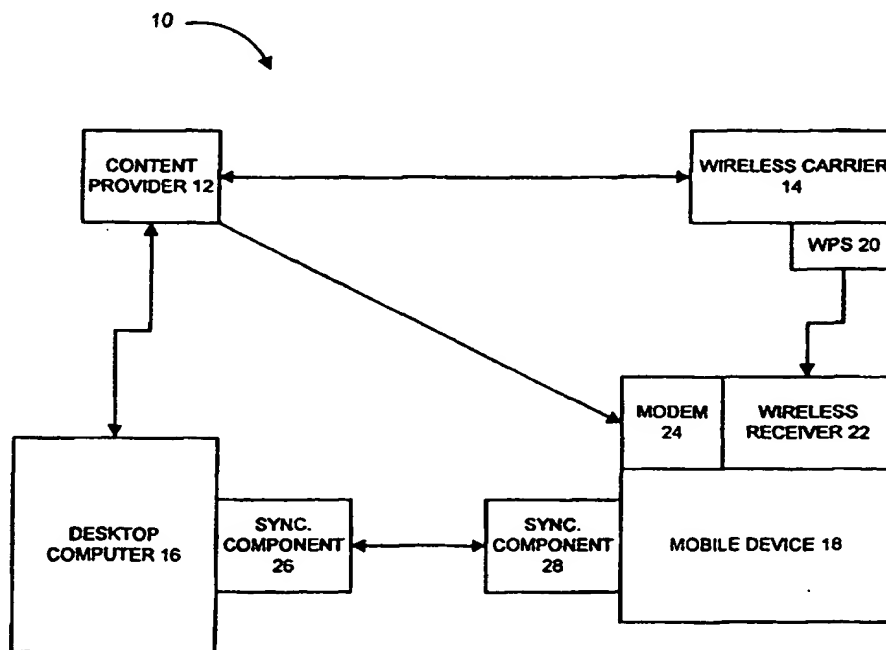 10
CONTENT
PROVIDER 12
WIRELESS CARRIER
14
WPS 20
MODEM
24
WIRELESS
RECEIVER 22
DESKTOP
COMPUTER 16
SYNC.
COMPONENT
26
SYNC.
COMPONENT
28
MOBILE DEVICE 18